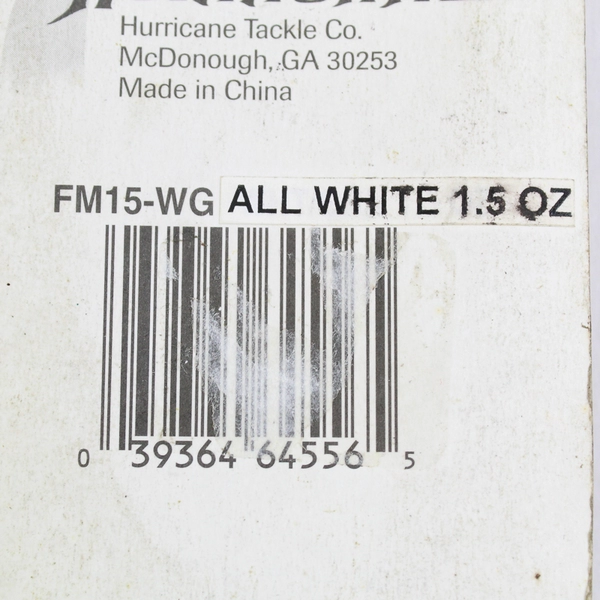 Hurricane Tackle Co.
McDonough, GA 30253
Made in China
FM15-WG ALL WHITE 1.5 OZ
0 39364 64556 5